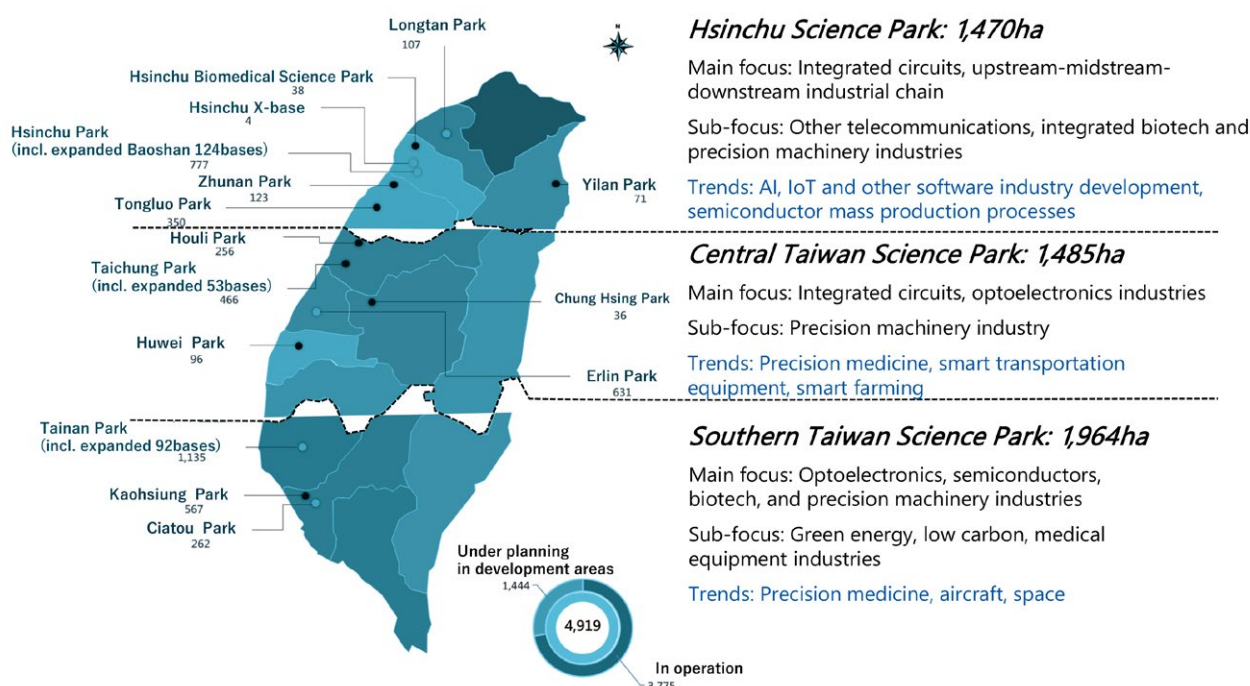 Longtan Park
107
Hsinchu Biomedical Science Park
38
Hsinchu X-base
4
Hsinchu Park
(incl. expanded Baoshan 124bases)
777
Zhunan Park
123
Tongluo Park
350
Houli Park
256
Taichung Park
(incl. expanded 53bases)
466
Huwei Park
96
Tainan Park
(incl. expanded 92bases)
1,135
Kaohsiung Park
567
Ciatou Park
262
N
Yilan Park
71
Chung Hsing Park
36
Erlin Park
631
Under planning
in development areas
1,444
4,919
In operation
3,775
Hsinchu Science Park: 1,470ha
Main focus: Integrated circuits, upstream-midstream-
downstream industrial chain
Sub-focus: Other telecommunications, integrated biotech and
precision machinery industries
Trends: AI, IoT and other software industry development,
semiconductor mass production processes
Central Taiwan Science Park: 1,485ha
Main focus: Integrated circuits, optoelectronics industries
Sub-focus: Precision machinery industry
Trends: Precision medicine, smart transportation
equipment, smart farming
Southern Taiwan Science Park: 1,964ha
Main focus: Optoelectronics, semiconductors,
biotech, and precision machinery industries
Sub-focus: Green energy, low carbon, medical
equipment industries
Trends: Precision medicine, aircraft, space